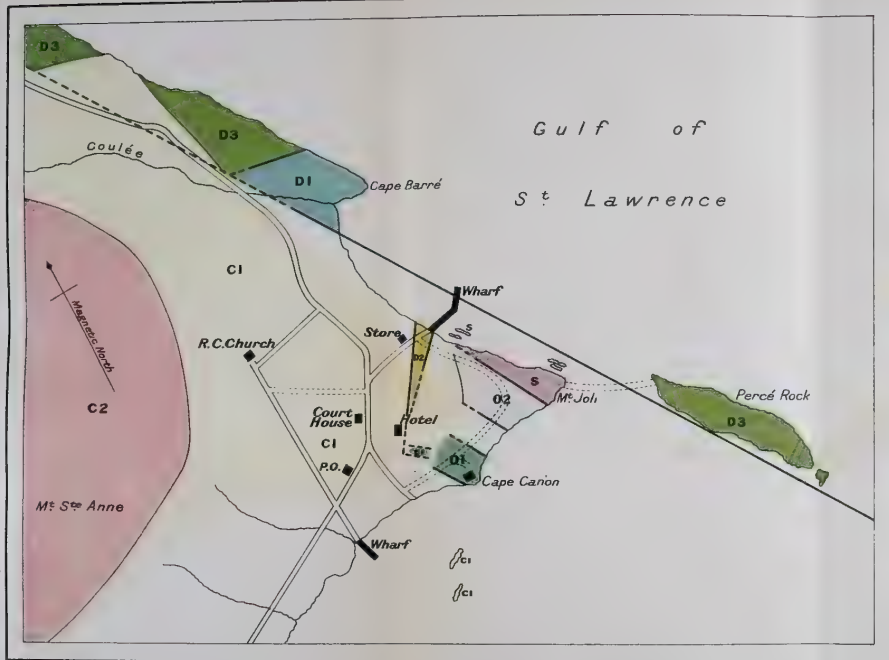 D3
Gulf of
St Lawrence
D3
Coulée
D1
Cape Barré
C1
Magnetic North
Wharf
S
Store
D2
R.C. Church
S
Mt. Joli
Percé Rock
D3
O2
C2
Court
House
Hotel
C1
P.O.
D1
Cape Canon
Mt. Ste Anne
Wharf
C1
C1